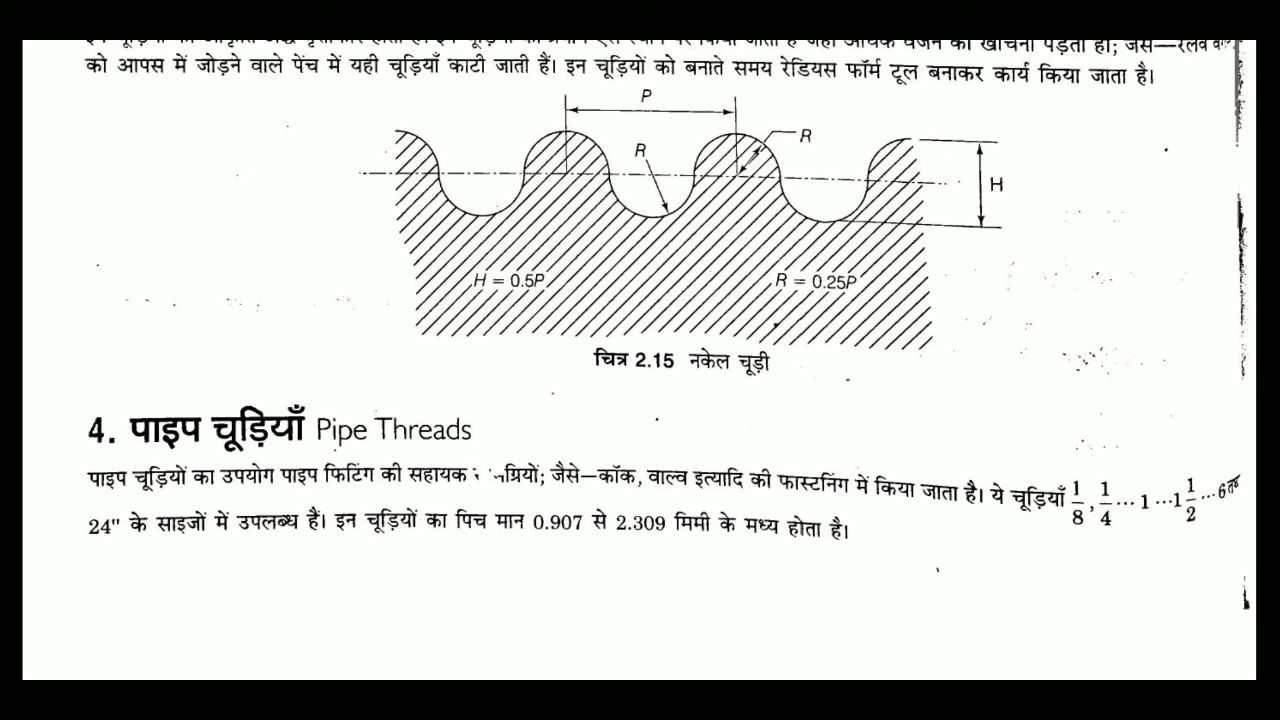 को आपस में जोड़ने वाले पेंच में यही चूड़ियाँ काटी जाती हैं। इन चूड़ियों को बनाते समय रेडियस फॉर्म टूल बनाकर कार्य किया जाता है।
P
R
R
H
H = 0.5P
R = 0.25P
चित्र 2.15 नकेल चूड़ी
4. पाइप चूड़ियाँ Pipe Threads
पाइप चूड़ियों का उपयोग पाइप फिटिंग की सहायक जैसे—कॉक, वाल्व इत्यादि की फास्टनिंग में किया जाता है। ये चूड़ियाँ 1/8, 1/4 ... 1 ...1 1/2 ...6
24" के साइजों में उपलब्ध हैं। इन चूड़ियों का पिच मान 0.907 से 2.309 मिमी के मध्य होता है।